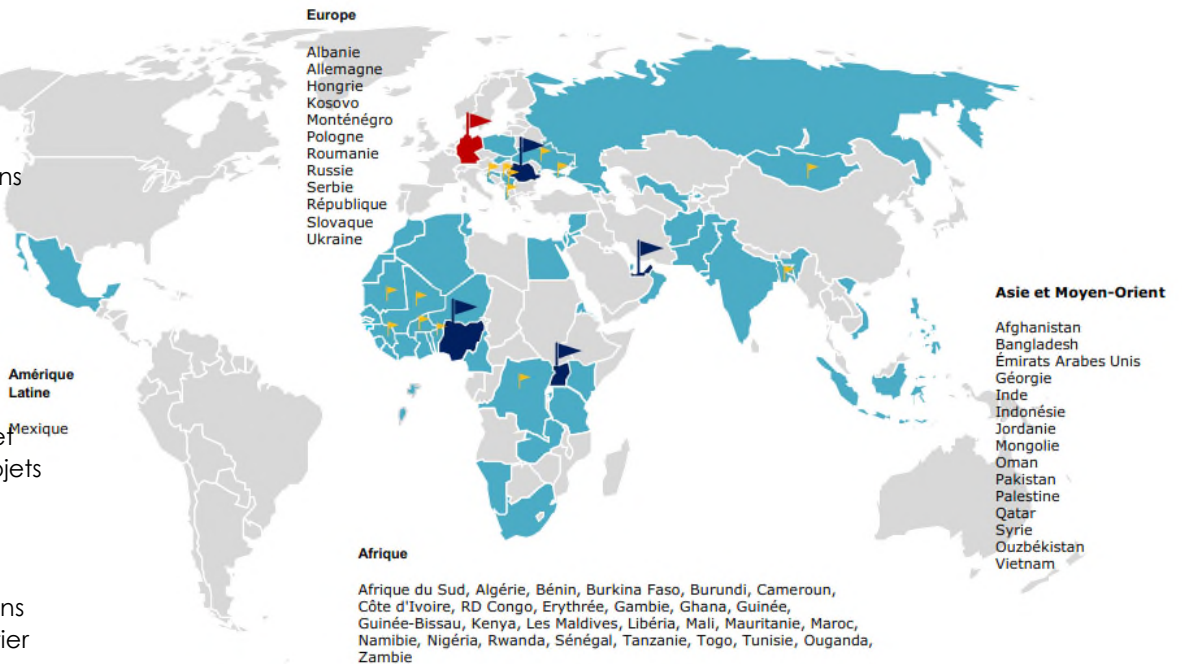 Europe
Albanie
Allemagne
Hongrie
Kosovo
Monténégro
Pologne
Roumanie
Russie
Serbie
République
Slovaque
Ukraine
ns
Amérique
Latine
Mexique
et
jets
ns
ier
Asie et Moyen-Orient
Afghanistan
Bangladesh
Émirats Arabes Unis
Géorgie
Inde
Indonésie
Jordanie
Mongolie
Oman
Pakistan
Palestine
Qatar
Syrie
Ouzbékistan
Vietnam
Afrique
Afrique du Sud, Algérie, Bénin, Burkina Faso, Burundi, Cameroun,
Côte d'Ivoire, RD Congo, Erythrée, Gambie, Ghana, Guinée,
Guinée-Bissau, Kenya, Les Maldives, Libéria, Mali, Mauritanie, Maroc,
Namibie, Nigéria, Rwanda, Sénégal, Tanzanie, Togo, Tunisie, Ouganda,
Zambie